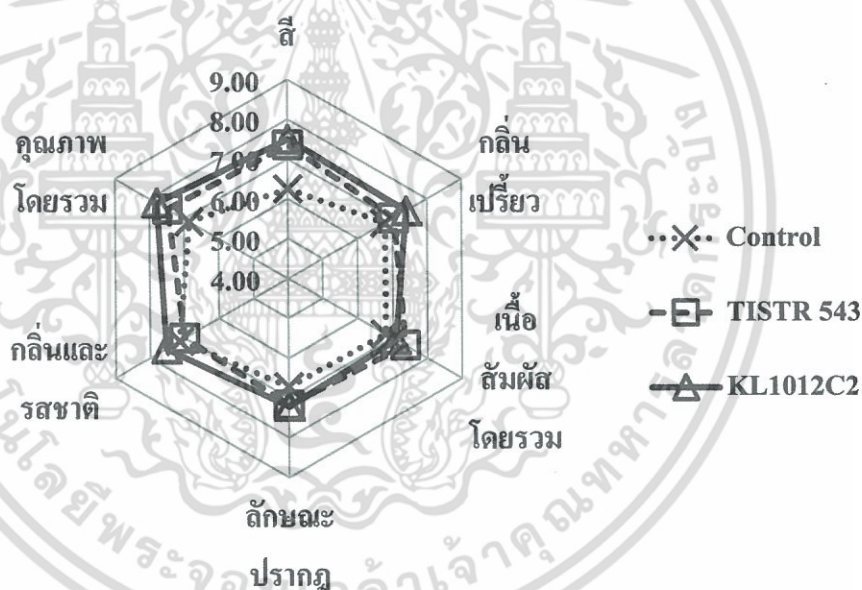 สี
9.00
8.00
7.00
6.00
5.00
4.00
กลิ่น
เปรี้ยว
เนื้อ
สัมผัส
โดยรวม
ลักษณะ
ปรากฏ
กลิ่นและ
รสชาติ
คุณภาพ
โดยรวม
Control
TISTR 543
KL1012C2